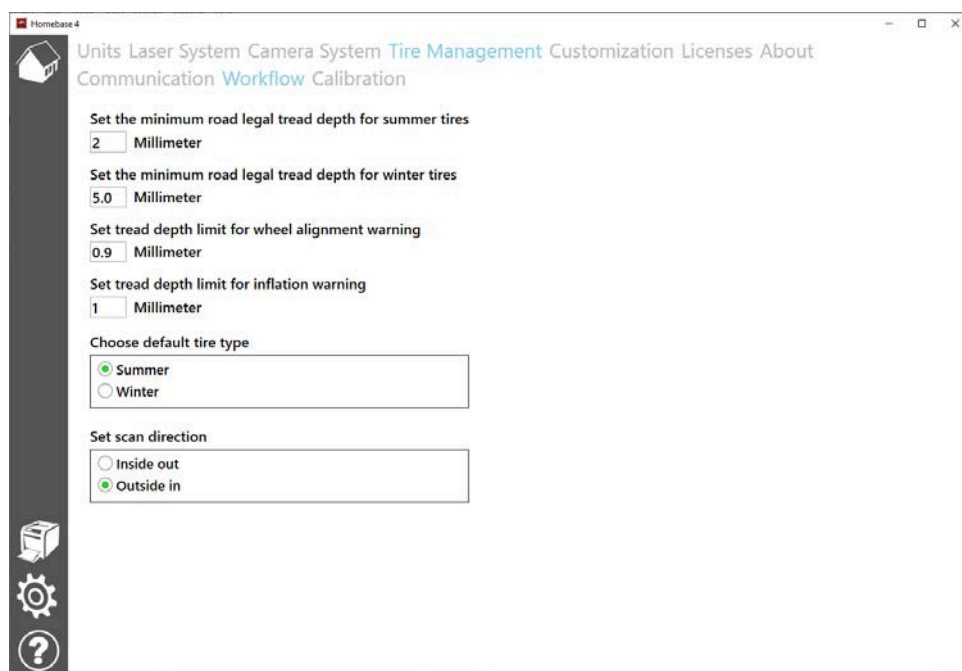 Homebase 4
Units Laser System Camera System Tire Management Customization Licenses About
Communication Workflow Calibration
Set the minimum road legal tread depth for summer tires
2 Millimeter
Set the minimum road legal tread depth for winter tires
5.0 Millimeter
Set tread depth limit for wheel alignment warning
0.9 Millimeter
Set tread depth limit for inflation warning
1 Millimeter
Choose default tire type
Summer
Winter
Set scan direction
Inside out
Outside in
?